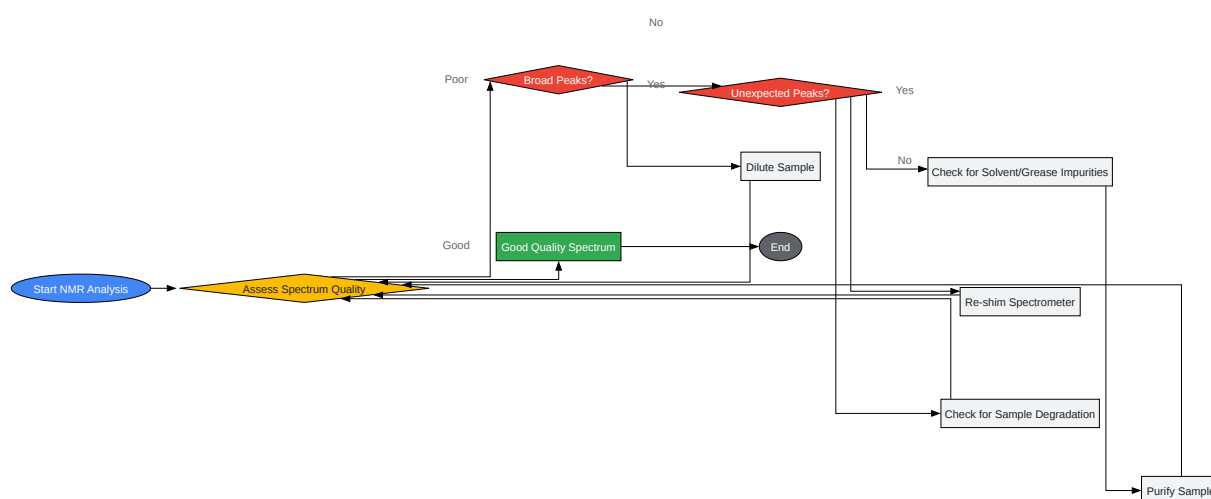 No
Poor
Broad Peaks?
Yes
Unexpected Peaks?
Yes
Dilute Sample
No
Check for Solvent/Grease Impurities
Good
Good Quality Spectrum
End
Start NMR Analysis
Assess Spectrum Quality
Re-shim Spectrometer
Check for Sample Degradation
Purify Sample